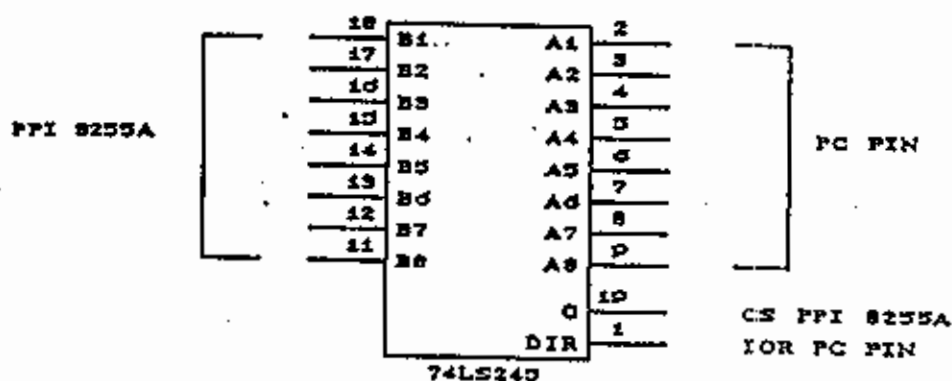 18 B1 A1 2
17 B2 A2 3
16 B3 A3 4
15 B4 A4 5
14 B5 A5 6
13 B6 A6 7
12 B7 A7 8
11 B8 A8 9
PPI 8255A
PC PIN
G 19 CS PPI 8255A
DIR 1 IOR PC PIN
74LS245